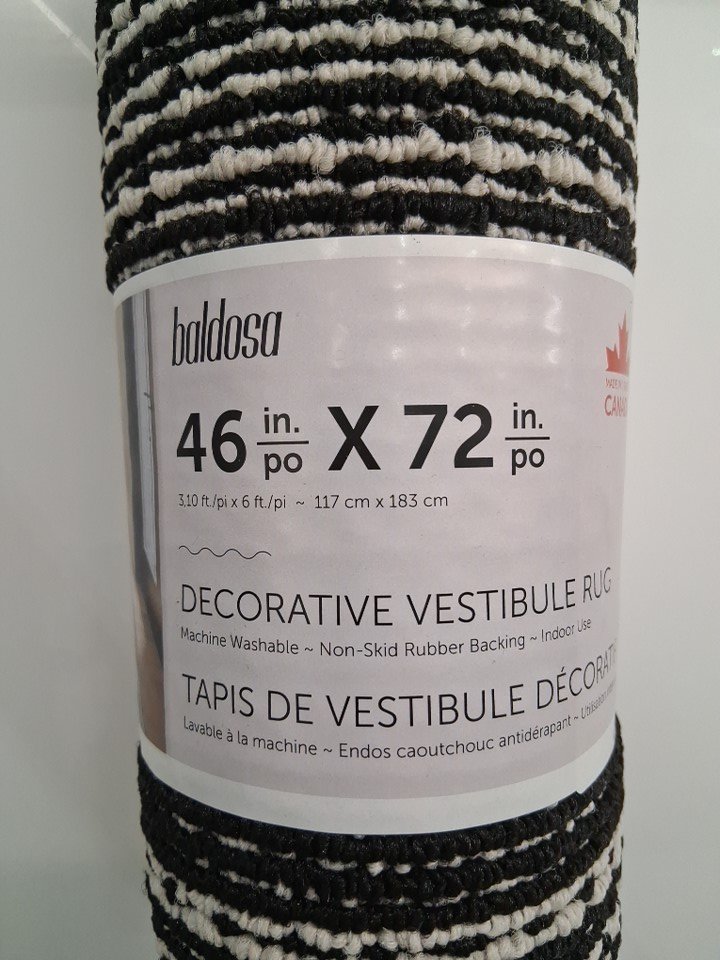 baldosa
CANAD
46 in. po X 72 in. po
3,10 ft./pi x 6 ft./pi ~ 117 cm x 183 cm
DECORATIVE VESTIBULE RUG
Machine Washable ~ Non-Skid Rubber Backing ~ Indoor Use
TAPIS DE VESTIBULE DÉCORATI
Lavable à la machine ~ Endos caoutchouc antidérapant ~ Utilisation